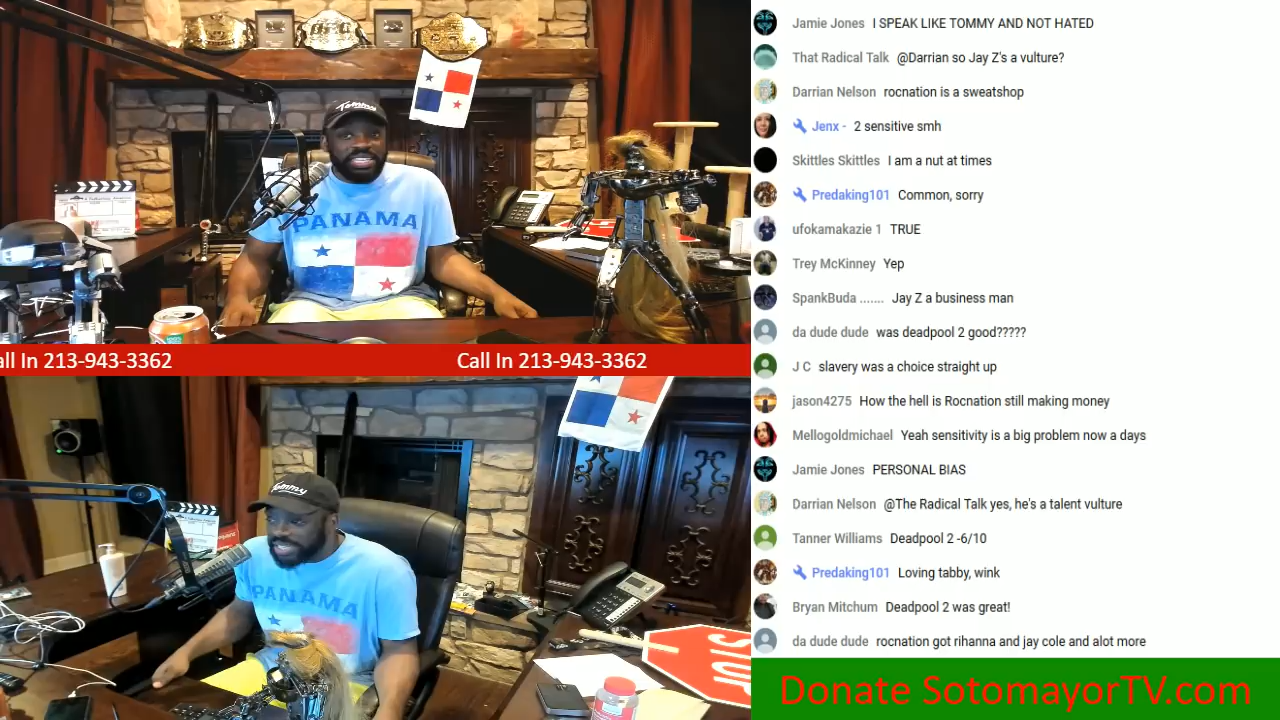 Tommy
PANAMA
all In 213-943-3362
Call In 213-943-3362
Tommy
PANAMA
STOP
Jamie Jones I SPEAK LIKE TOMMY AND NOT HATED
That Radical Talk @Darrian so Jay Z's a vulture?
Darrian Nelson rocnation is a sweatshop
Jenx - 2 sensitive smh
Skittles Skittles I am a nut at times
Predaking101 Common, sorry
ufokamakazie 1 TRUE
Trey McKinney Yep
SpankBuda ....... Jay Z a business man
da dude dude was deadpool 2 good?????
J C slavery was a choice straight up
jason4275 How the hell is Rocnation still making money
Mellogoldmichael Yeah sensitivity is a big problem now a days
Jamie Jones PERSONAL BIAS
Darrian Nelson @The Radical Talk yes, he's a talent vulture
Tanner Williams Deadpool 2 -6/10
Predaking101 Loving tabby, wink
Bryan Mitchum Deadpool 2 was great!
da dude dude rocnation got rihanna and jay cole and alot more
Donate SotomayorTV.com